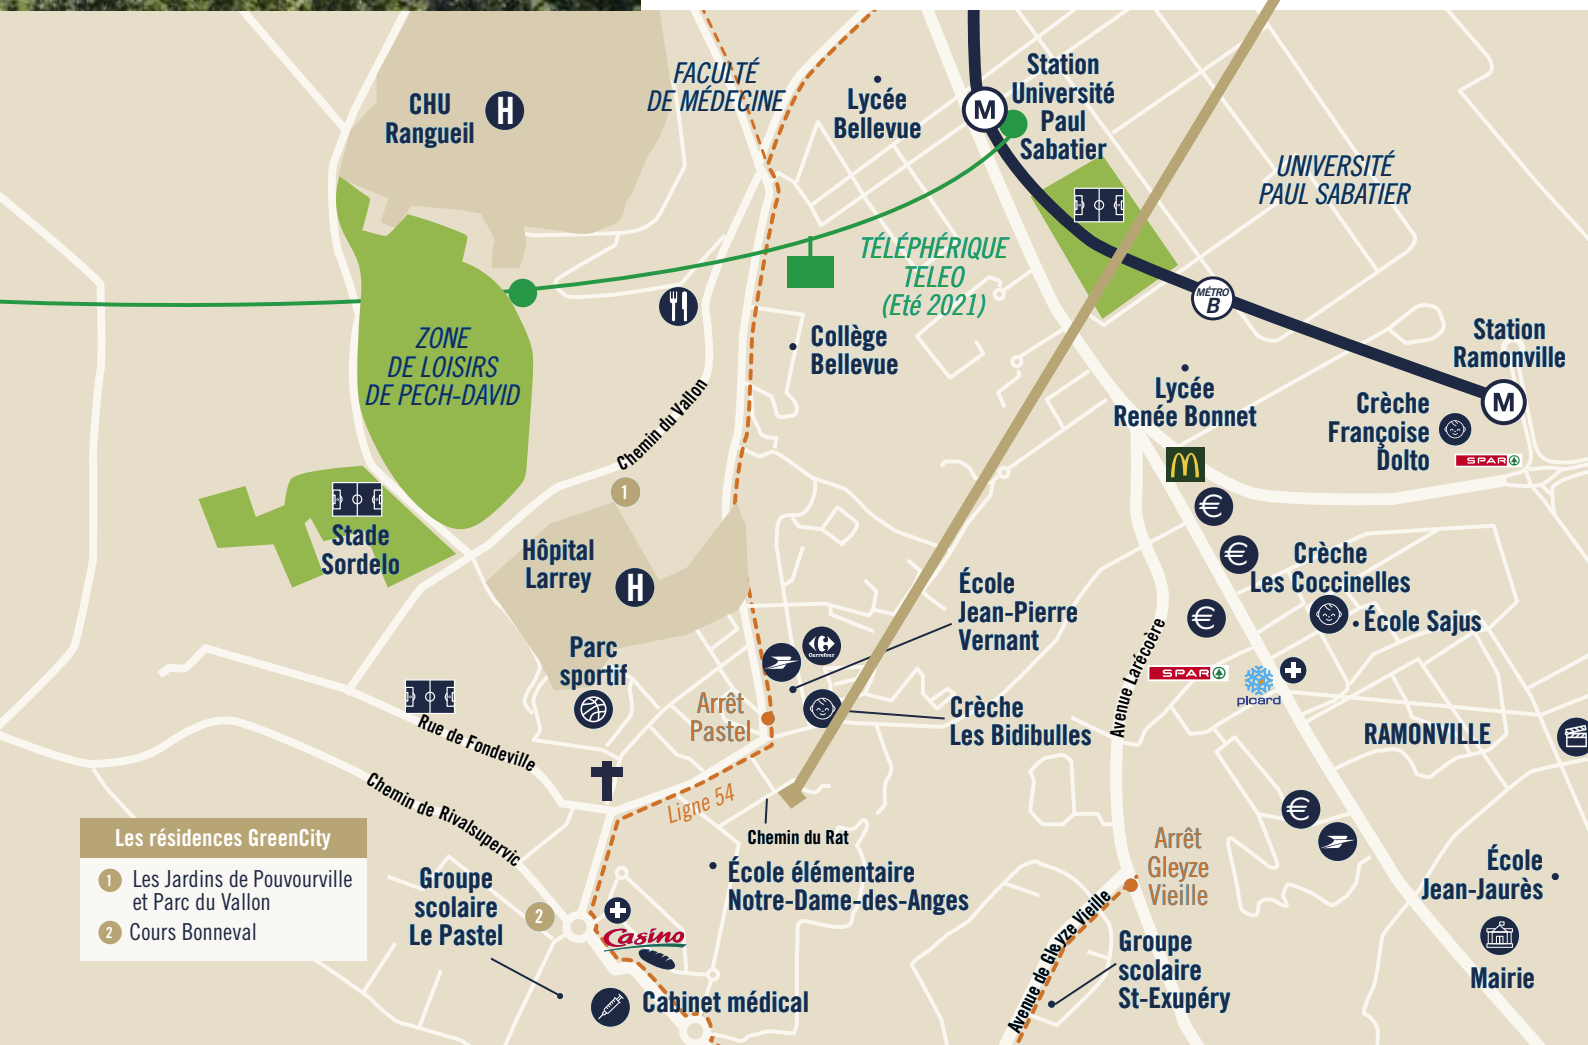 FACULTÉ
DE MÉDECINE
CHU
Rangueil
H
Lycée
Bellevue
Station
Université
Paul
Sabatier
M
UNIVERSITÉ
PAUL SABATIER
TÉLÉPHÉRIQUE
TELEO
(Eté 2021)
MÉTRO
B
Station
Ramonville
M
ZONE
DE LOISIRS
DE PECH-DAVID
Collège
Bellevue
Lycée
Renée Bonnet
Crèche
Françoise
Dolto
SPAR
Chemin du Vallon
1
Stade
Sordelo
Hôpital
Larrey
H
€
€
Crèche
Les Coccinelles
École Sajus
€
École
Jean-Pierre
Vernant
Carrefour
Parc
sportif
Avenue Larécoère
SPAR
picard
Arrêt
Pastel
Crèche
Les Bidibulles
RAMONVILLE
Rue de Fondeville
Chemin de Rivalsupervic
Ligne 54
Chemin du Rat
€
École élémentaire
Notre-Dame-des-Anges
Arrêt
Gleyze
Vieille
École
Jean-Jaurès
Mairie
Les résidences GreenCity
1 Les Jardins de Pouvourville
et Parc du Vallon
2 Cours Bonneval
Groupe
scolaire
Le Pastel
2
Casino
Cabinet médical
Avenue de Gleyze Vieille
Groupe
scolaire
St-Exupéry